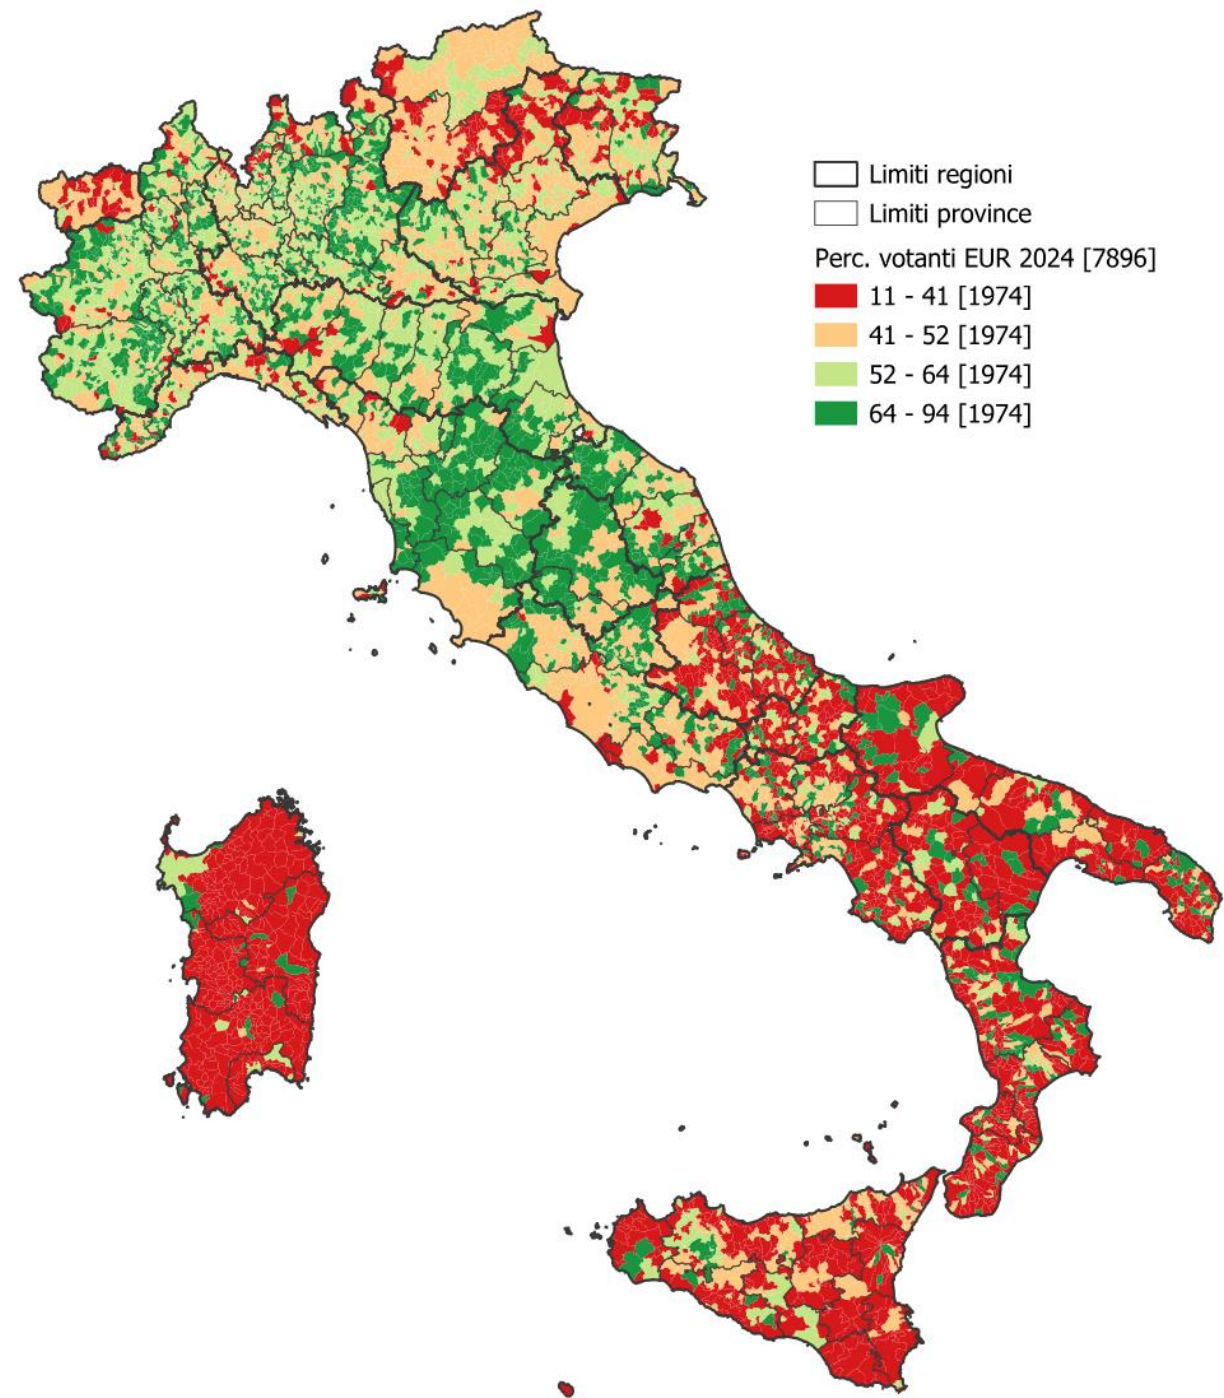 Limiti regioni
Limiti province
Perc. votanti EUR 2024 [7896]
11 - 41 [1974]
41 - 52 [1974]
52 - 64 [1974]
64 - 94 [1974]